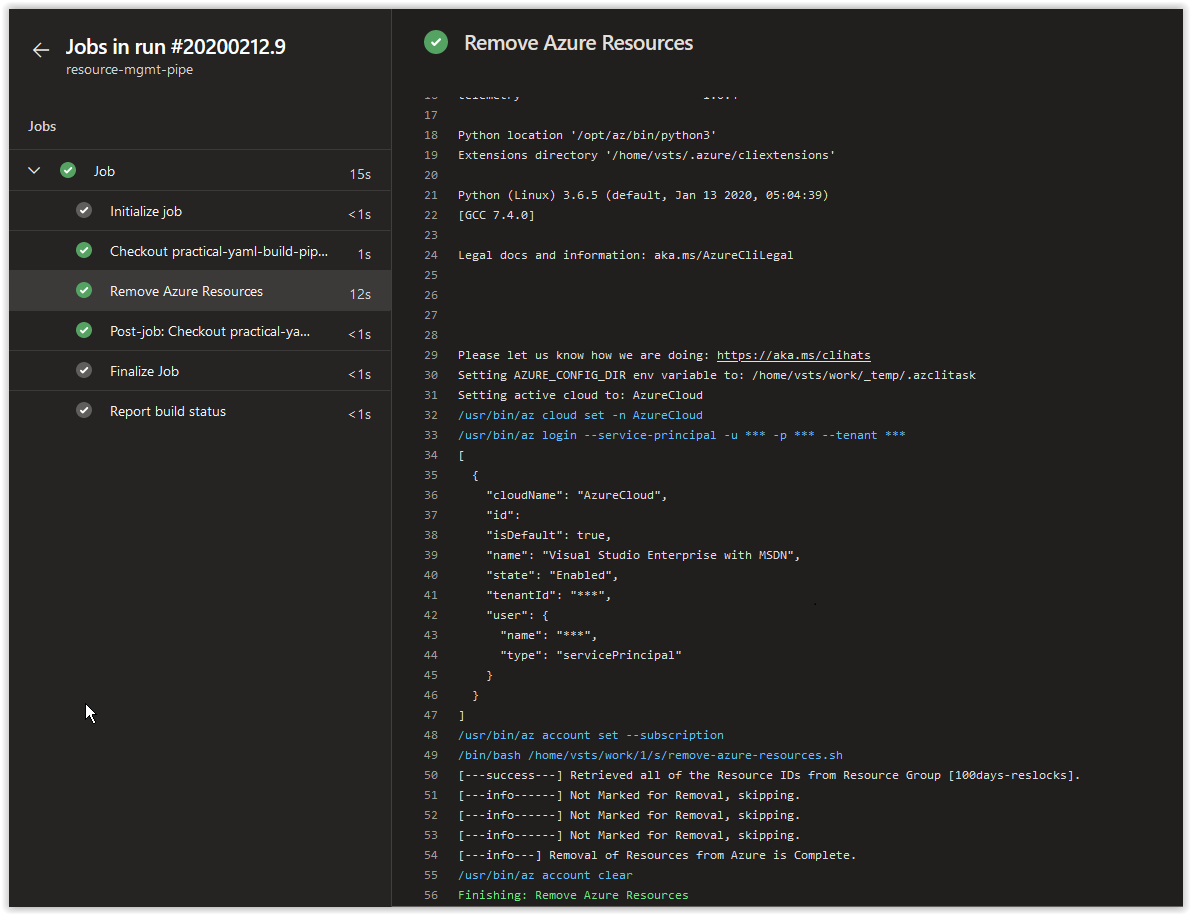 Jobs in run #20200212.9
resource-mgmt-pipe
Jobs
Job 15s
Initialize job <1s
Checkout practical-yaml-build-pip... 1s
Remove Azure Resources 12s
Post-job: Checkout practical-ya... <1s
Finalize Job <1s
Report build status <1s
Remove Azure Resources
16 telemetry 1.0.4
17
18 Python location '/opt/az/bin/python3'
19 Extensions directory '/home/vsts/.azure/cliextensions'
20
21 Python (Linux) 3.6.5 (default, Jan 13 2020, 05:04:39)
22 [GCC 7.4.0]
23
24 Legal docs and information: aka.ms/AzureCliLegal
25
26
27
28
29 Please let us know how we are doing: https://aka.ms/clihats
30 Setting AZURE_CONFIG_DIR env variable to: /home/vsts/work/_temp/.azclitask
31 Setting active cloud to: AzureCloud
32 /usr/bin/az cloud set -n AzureCloud
33 /usr/bin/az login --service-principal -u *** -p *** --tenant ***
34 [
35 {
36 "cloudName": "AzureCloud",
37 "id":
38 "isDefault": true,
39 "name": "Visual Studio Enterprise with MSDN",
40 "state": "Enabled",
41 "tenantId": "***",
42 "user": {
43 "name": "***",
44 "type": "servicePrincipal"
45 }
46 }
47 ]
48 /usr/bin/az account set --subscription
49 /bin/bash /home/vsts/work/1/s/remove-azure-resources.sh
50 [---success---] Retrieved all of the Resource IDs from Resource Group [100days-reslocks].
51 [---info------] Not Marked for Removal, skipping.
52 [---info------] Not Marked for Removal, skipping.
53 [---info------] Not Marked for Removal, skipping.
54 [---info---] Removal of Resources from Azure is Complete.
55 /usr/bin/az account clear
56 Finishing: Remove Azure Resources